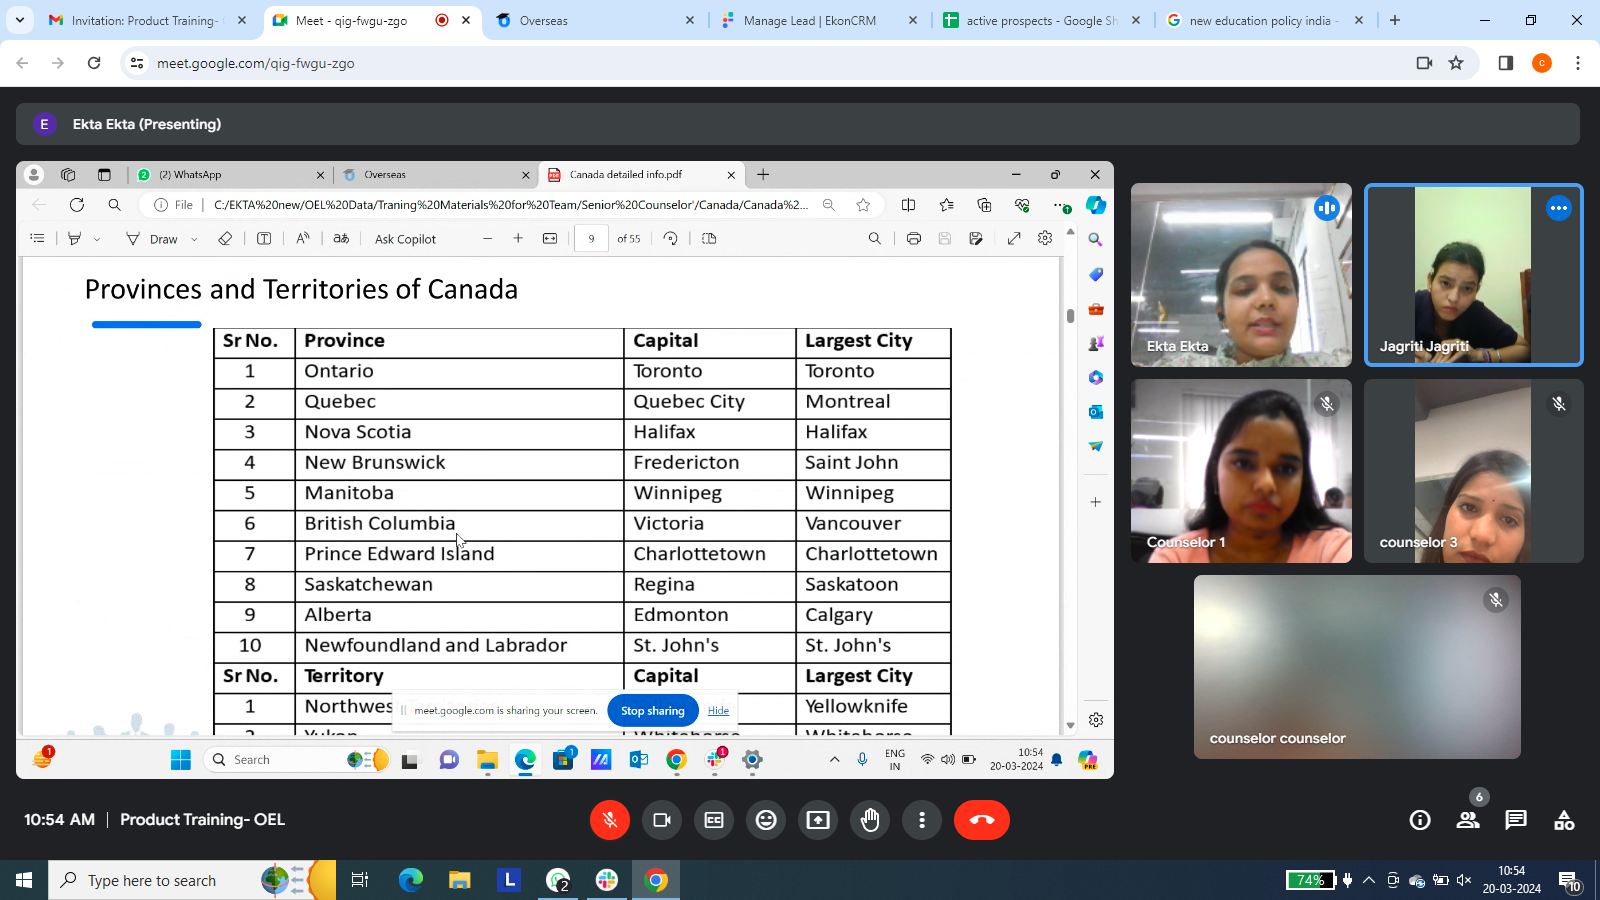 Invitation: Product Training-
Meet - qig-fwgu-zgo
Overseas
Manage Lead | EkonCRM
active prospects - Google Sh
new education policy india -
meet.google.com/qig-fwgu-zgo
E
Ekta Ekta (Presenting)
(2) WhatsApp
Overseas
Canada detailed info.pdf
File
C:/EKTA%20new/OEL%20Data/Traning%20Materials%20for%20Team/Senior%20Counselor'/Canada/Canada%2...
Draw
Ask Copilot
9 of 55
Provinces and Territories of Canada
Sr No. Province Capital Largest City
1 Ontario Toronto Toronto
2 Quebec Quebec City Montreal
3 Nova Scotia Halifax Halifax
4 New Brunswick Fredericton Saint John
5 Manitoba Winnipeg Winnipeg
6 British Columbia Victoria Vancouver
7 Prince Edward Island Charlottetown Charlottetown
8 Saskatchewan Regina Saskatoon
9 Alberta Edmonton Calgary
10 Newfoundland and Labrador St. John's St. John's
Sr No. Territory Capital Largest City
1 Northwes Yellowknife
meet.google.com is sharing your screen.
Stop sharing
Hide
Search
ENG
IN
10:54
20-03-2024
Ekta Ekta
Jagriti Jagriti
Counselor 1
counselor 3
counselor counselor
10:54 AM | Product Training- OEL
6
Type here to search
74%
10:54
20-03-2024
10